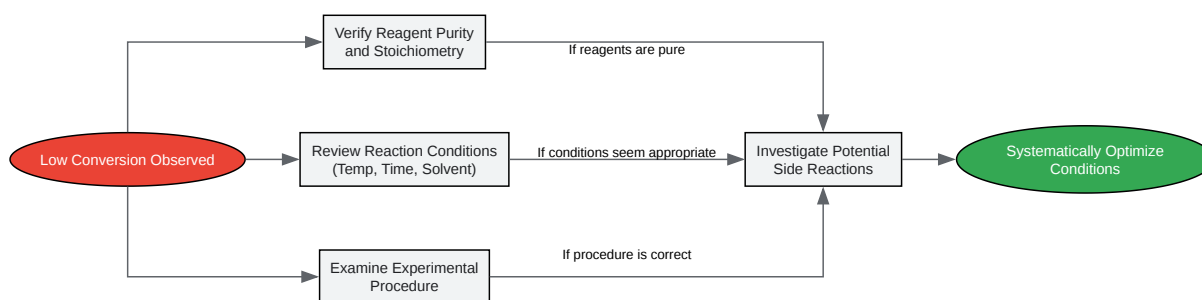 Verify Reagent Purity
and Stoichiometry
If reagents are pure
Low Conversion Observed
Review Reaction Conditions
(Temp, Time, Solvent)
If conditions seem appropriate
Investigate Potential
Side Reactions
Systematically Optimize
Conditions
Examine Experimental
Procedure
If procedure is correct